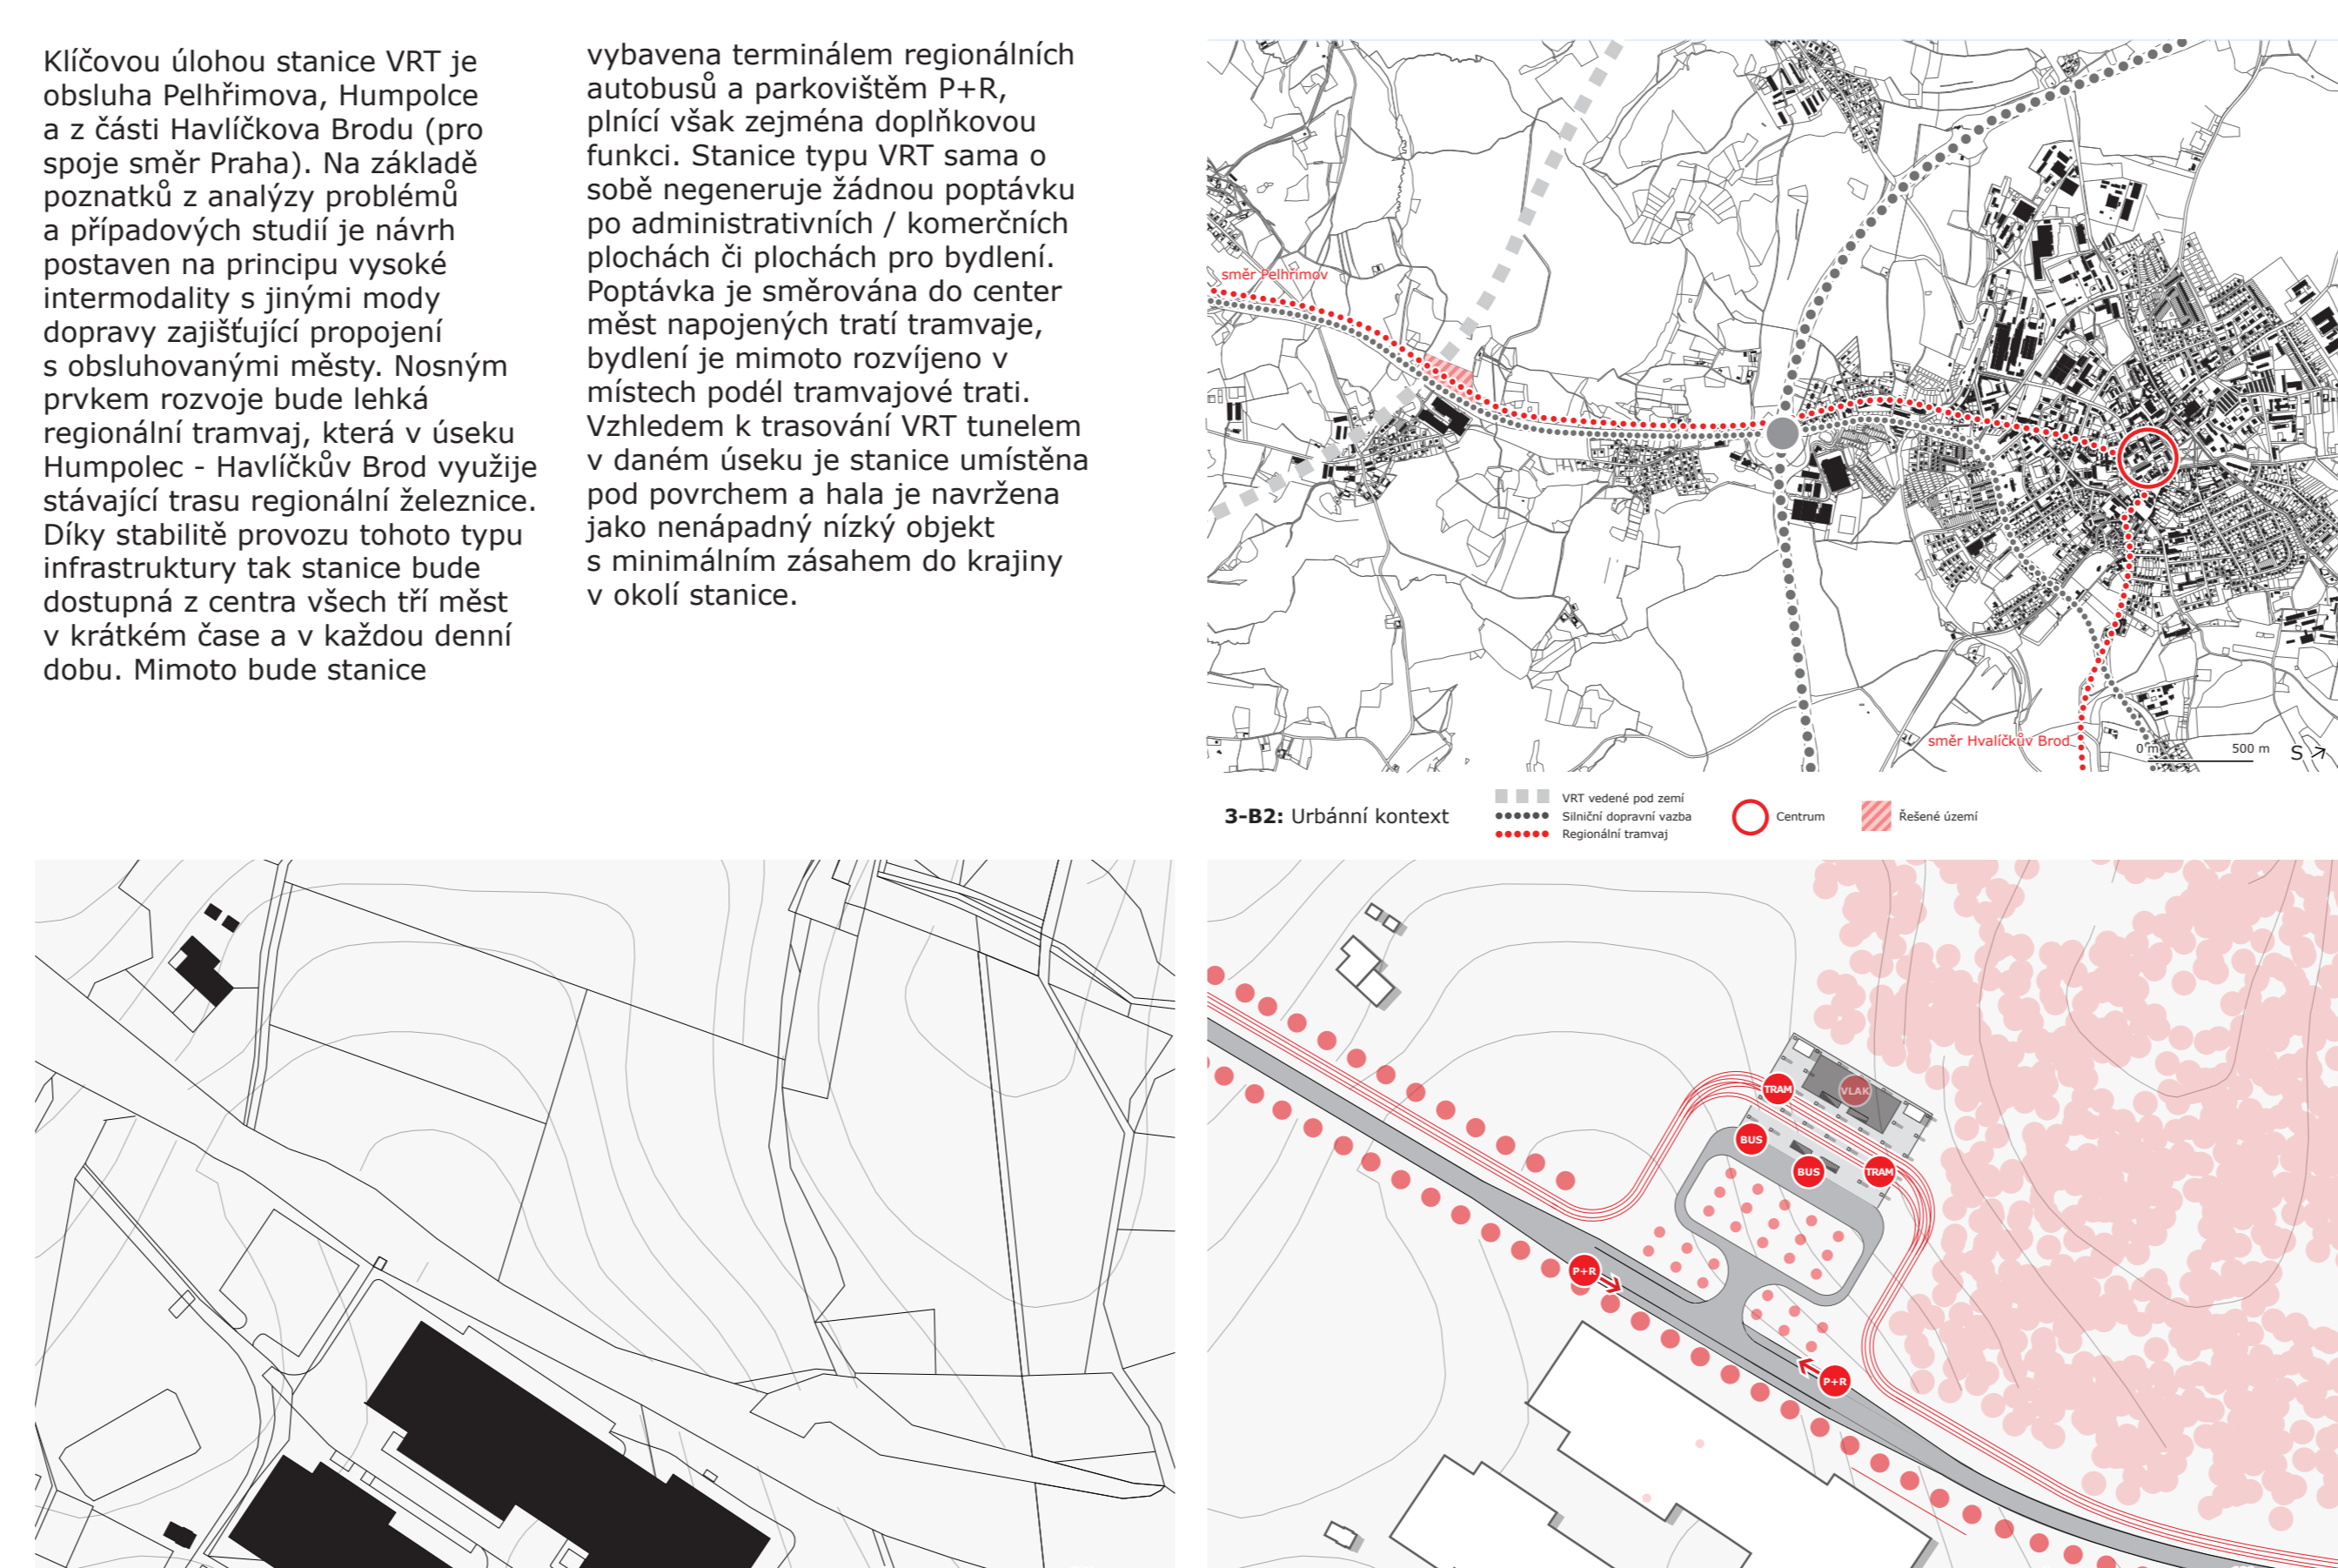 Klíčovou úlohou stanice VRT je
obsluha Pelhřimova, Humpolce
a z části Havlíčkova Brodu (pro
spoje směr Praha). Na základě
poznatků z analýzy problémů
a případových studií je návrh
postaven na principu vysoké
intermodality s jinými mody
dopravy zajišťující propojení
s obsluhovanými městy. Nosným
prvkem rozvoje bude lehká
regionální tramvaj, která v úseku
Humpolec - Havlíčkův Brod využije
stávající trasu regionální železnice.
Díky stabilitě provozu tohoto typu
infrastruktury tak stanice bude
dostupná z centra všech tří měst
v krátkém čase a v každou denní
dobu. Mimoto bude stanice
vybavena terminálem regionálních
autobusů a parkovištěm P+R,
plnící však zejména doplňkovou
funkci. Stanice typu VRT sama o
sobě negeneruje žádnou poptávku
po administrativních / komerčních
plochách či plochách pro bydlení.
Poptávka je směrována do center
měst napojených tratí tramvaje,
bydlení je mimoto rozvíjeno v
místech podél tramvajové trati.
Vzhledem k trasování VRT tunelem
v daném úseku je stanice umístěna
pod povrchem a hala je navržena
jako nenápadný nízký objekt
s minimálním zásahem do krajiny
v okolí stanice.
směr Pelhřimov
směr Hvalíčkův Brod
0 m
500 m
S
3-B2: Urbánní kontext
VRT vedené pod zemí
Silniční dopravní vazba
Regionální tramvaj
Centrum
Řešené území
TRAM
VLAK
BUS
BUS
TRAM
P+R
P+R